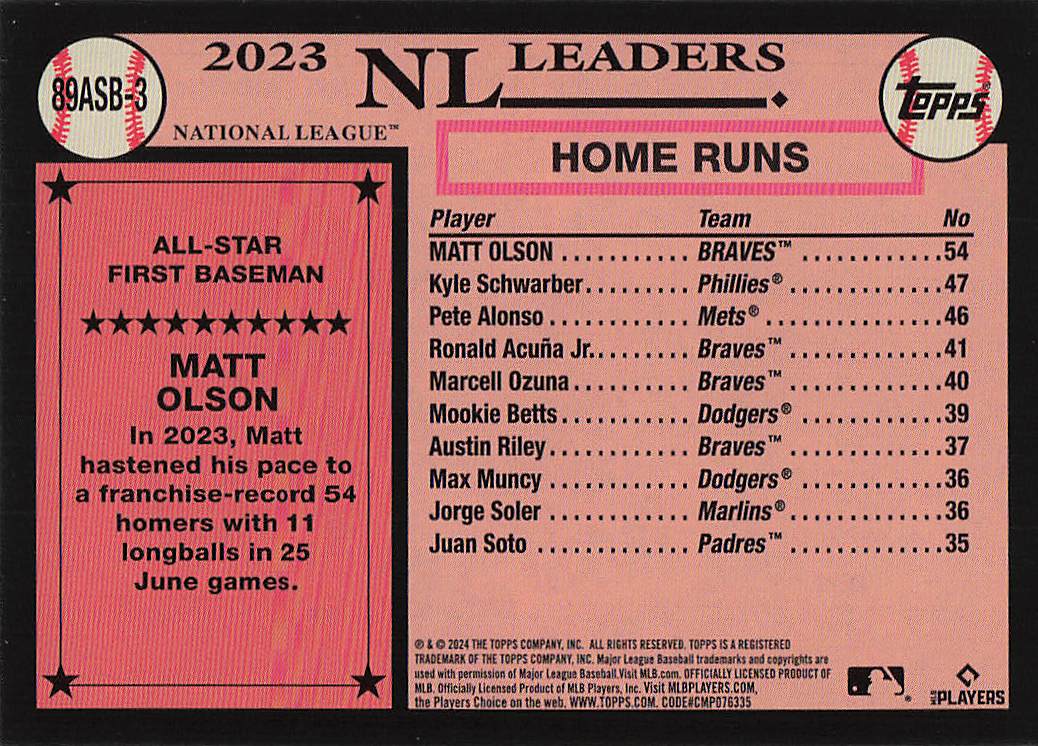 89ASB-3
2023 NL LEADERS.
NATIONAL LEAGUE™
Topps®
ALL-STAR
FIRST BASEMAN
MATT
OLSON
In 2023, Matt
hastened his pace to
a franchise-record 54
homers with 11
longballs in 25
June games.
HOME RUNS
Player Team No
MATT OLSON ........... BRAVES™ ............. 54
Kyle Schwarber......... Phillies® ..............47
Pete Alonso............ Mets® ................46
Ronald Acuña Jr......... Braves™ ..............41
Marcell Ozuna.......... Braves™ ..............40
Mookie Betts........... Dodgers® .............39
Austin Riley............ Braves™ ..............37
Max Muncy ............ Dodgers® .............36
Jorge Soler ............ Marlins®..............36
Juan Soto ............. Padres™ ..............35
® & © 2024 THE TOPPS COMPANY, INC. ALL RIGHTS RESERVED. TOPPS IS A REGISTERED
TRADEMARK OF THE TOPPS COMPANY, INC. Major League Baseball trademarks and copyrights are
used with permission of Major League Baseball.Visit MLB.com. OFFICIALLY LICENSED PRODUCT OF
MLB. Officially Licensed Product of MLB Players, Inc. Visit MLBPLAYERS.COM,
the Players Choice on the web. WWW.TOPPS.COM. CODE#CMP076335
MLB PLAYERS